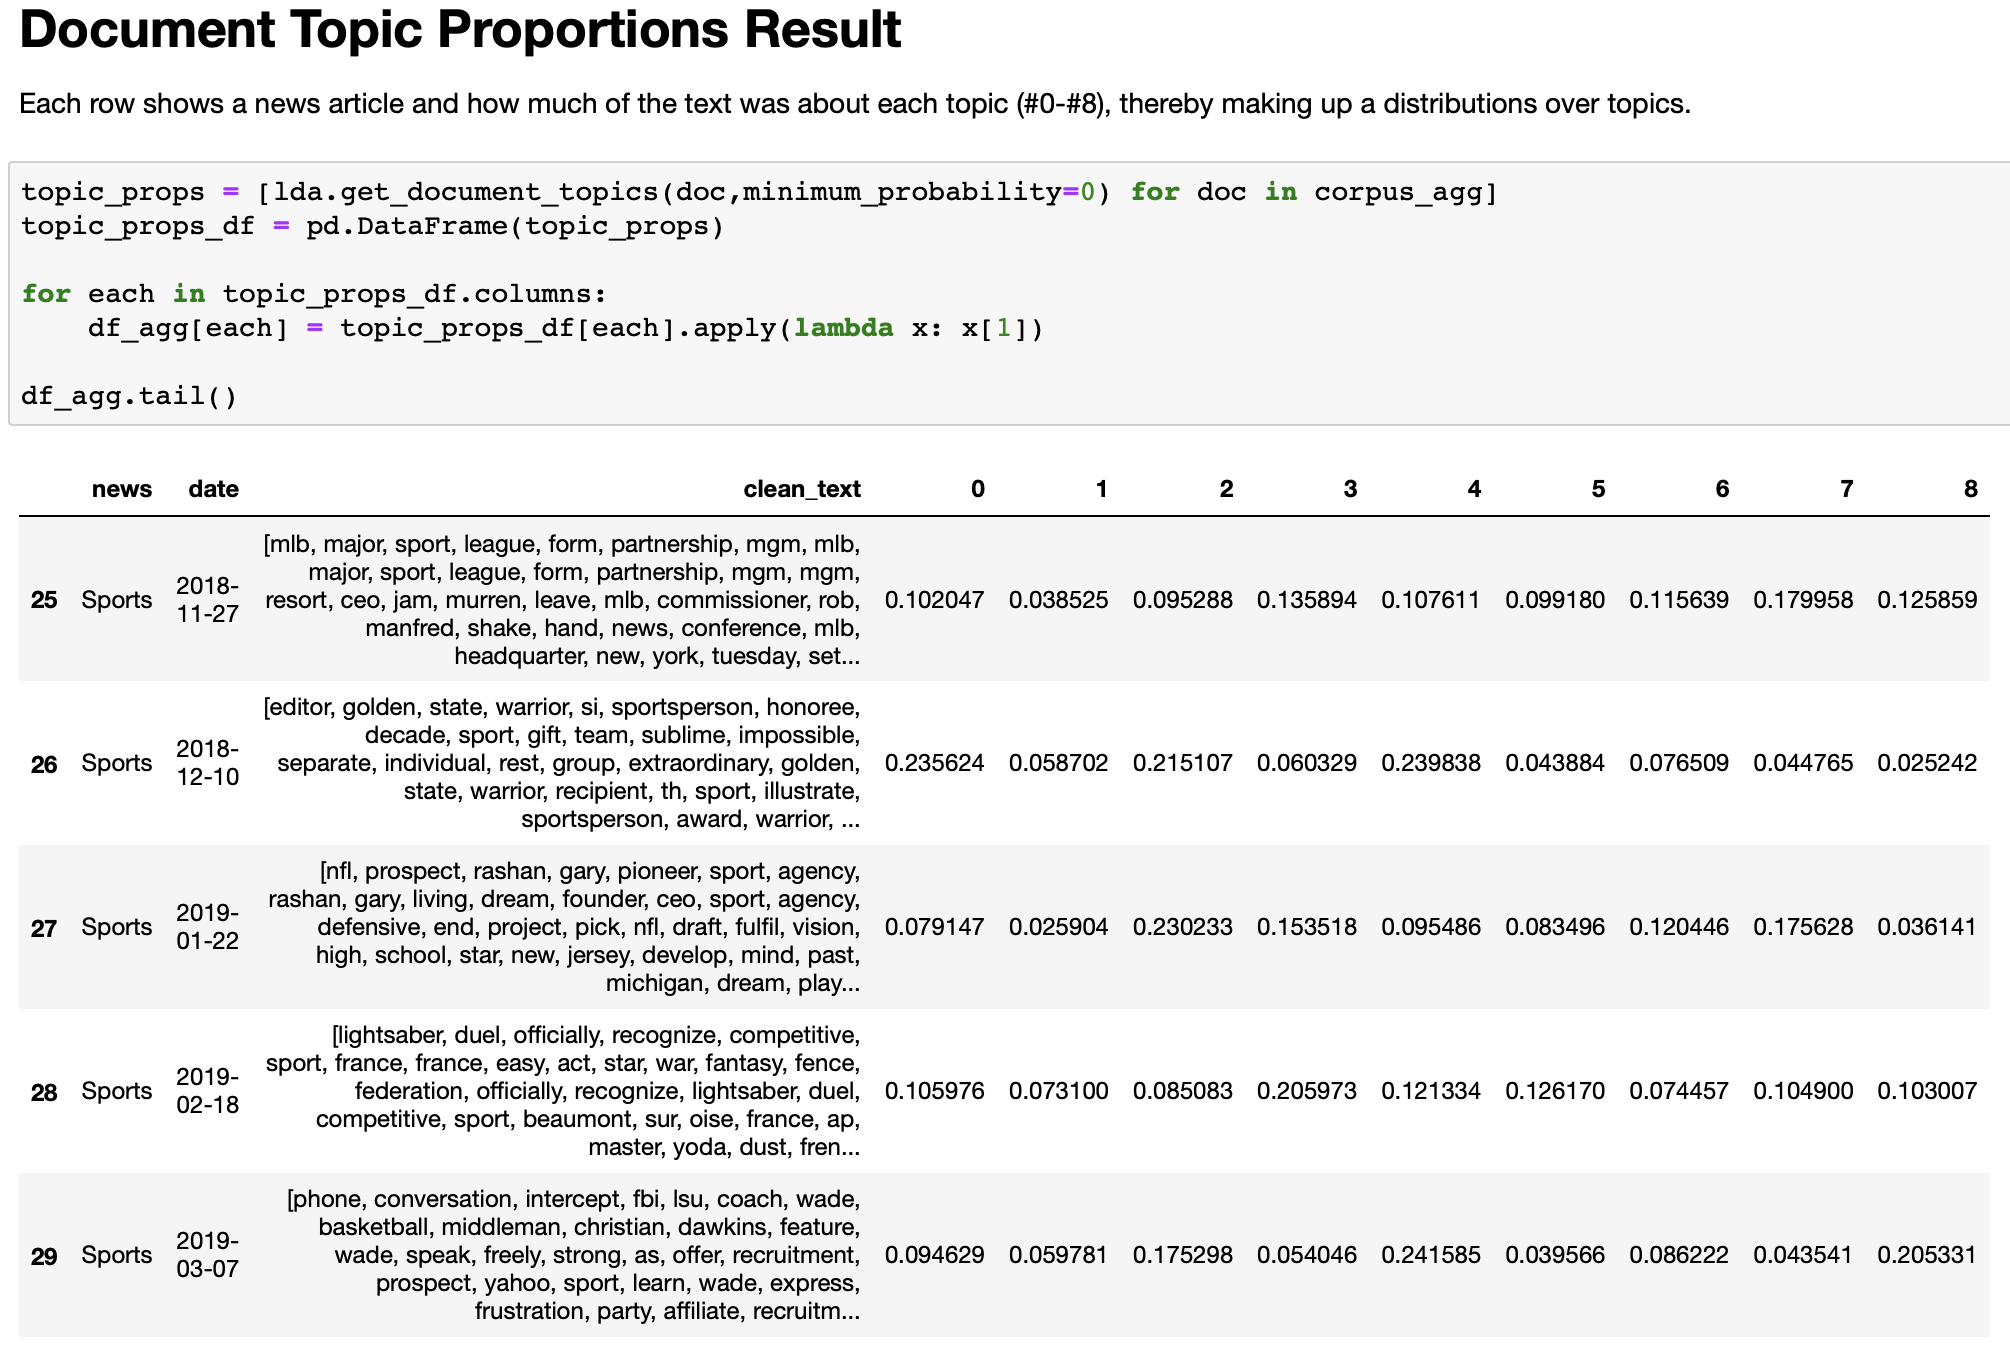 Document Topic Proportions Result
Each row shows a news article and how much of the text was about each topic (#0-#8), thereby making up a distributions over topics.
topic_props = [lda.get_document_topics(doc,minimum_probability=0) for doc in corpus_agg]
topic_props_df = pd.DataFrame(topic_props)
for each in topic_props_df.columns:
    df_agg[each] = topic_props_df[each].apply(lambda x: x[1])
df_agg.tail()
news date clean_text 0 1 2 3 4 5 6 7 8
[mlb, major, sport, league, form, partnership, mgm, mlb,
major, sport, league, form, partnership, mgm, mgm,
25 Sports 2018-11-27 resort, ceo, jam, murren, leave, mlb, commissioner, rob, 0.102047 0.038525 0.095288 0.135894 0.107611 0.099180 0.115639 0.179958 0.125859
manfred, shake, hand, news, conference, mlb,
headquarter, new, york, tuesday, set...
[editor, golden, state, warrior, si, sportsperson, honoree,
decade, sport, gift, team, sublime, impossible,
26 Sports 2018-12-10 separate, individual, rest, group, extraordinary, golden, 0.235624 0.058702 0.215107 0.060329 0.239838 0.043884 0.076509 0.044765 0.025242
state, warrior, recipient, th, sport, illustrate,
sportsperson, award, warrior, ...
[nfl, prospect, rashan, gary, pioneer, sport, agency,
rashan, gary, living, dream, founder, ceo, sport, agency,
27 Sports 2019-01-22 defensive, end, project, pick, nfl, draft, fulfil, vision, 0.079147 0.025904 0.230233 0.153518 0.095486 0.083496 0.120446 0.175628 0.036141
high, school, star, new, jersey, develop, mind, past,
michigan, dream, play...
[lightsaber, duel, officially, recognize, competitive,
sport, france, france, easy, act, star, war, fantasy, fence,
28 Sports 2019-02-18 federation, officially, recognize, lightsaber, duel, 0.105976 0.073100 0.085083 0.205973 0.121334 0.126170 0.074457 0.104900 0.103007
competitive, sport, beaumont, sur, oise, france, ap,
master, yoda, dust, fren...
[phone, conversation, intercept, fbi, lsu, coach, wade,
basketball, middleman, christian, dawkins, feature,
29 Sports 2019-03-07 wade, speak, freely, strong, as, offer, recruitment, 0.094629 0.059781 0.175298 0.054046 0.241585 0.039566 0.086222 0.043541 0.205331
prospect, yahoo, sport, learn, wade, express,
frustration, party, affiliate, recruitm...